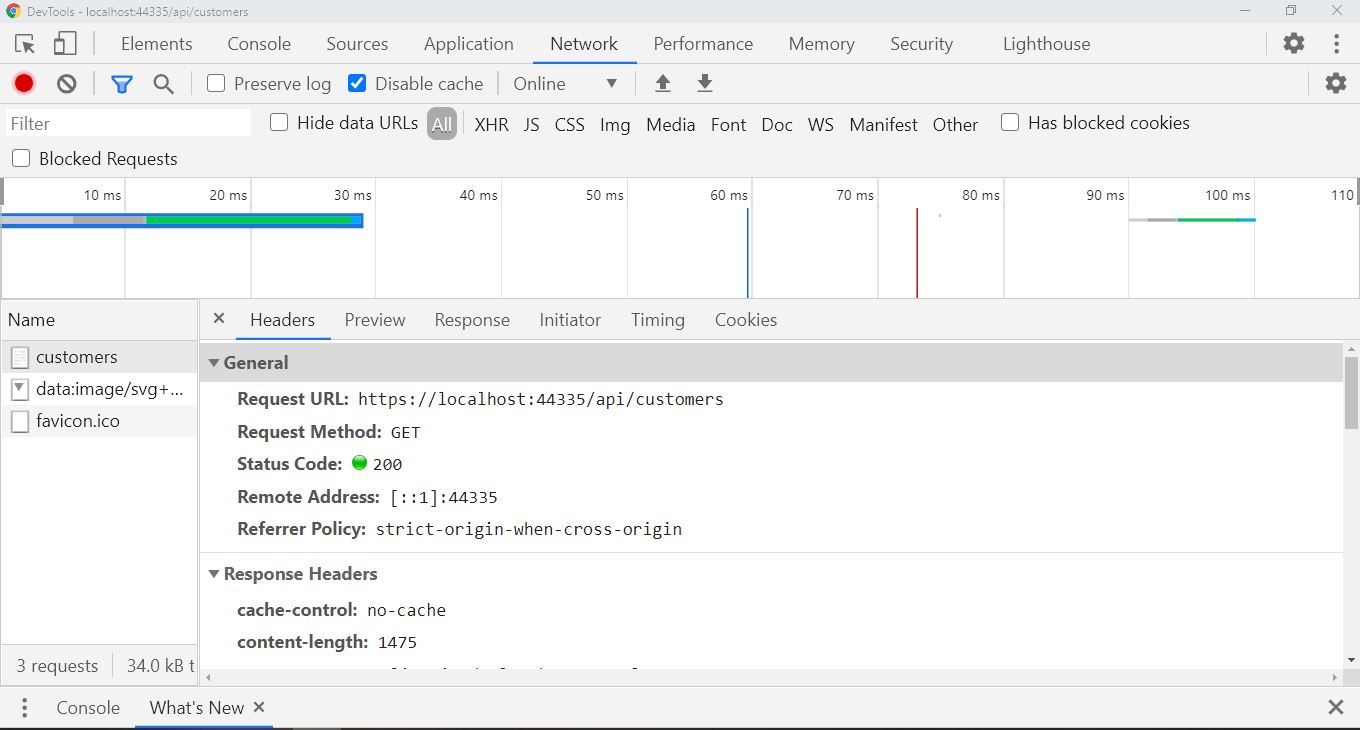 DevTools - localhost:44335/api/customers
Elements Console Sources Application Network Performance Memory Security Lighthouse
Preserve log Disable cache Online
Filter Hide data URLs All XHR JS CSS Img Media Font Doc WS Manifest Other Has blocked cookies
Blocked Requests
10 ms 20 ms 30 ms 40 ms 50 ms 60 ms 70 ms 80 ms 90 ms 100 ms 110
Name
customers
data:image/svg+...
favicon.ico
3 requests 34.0 kB t
Headers Preview Response Initiator Timing Cookies
General
Request URL: https://localhost:44335/api/customers
Request Method: GET
Status Code: 200
Remote Address: [::1]:44335
Referrer Policy: strict-origin-when-cross-origin
Response Headers
cache-control: no-cache
content-length: 1475
Console What's New